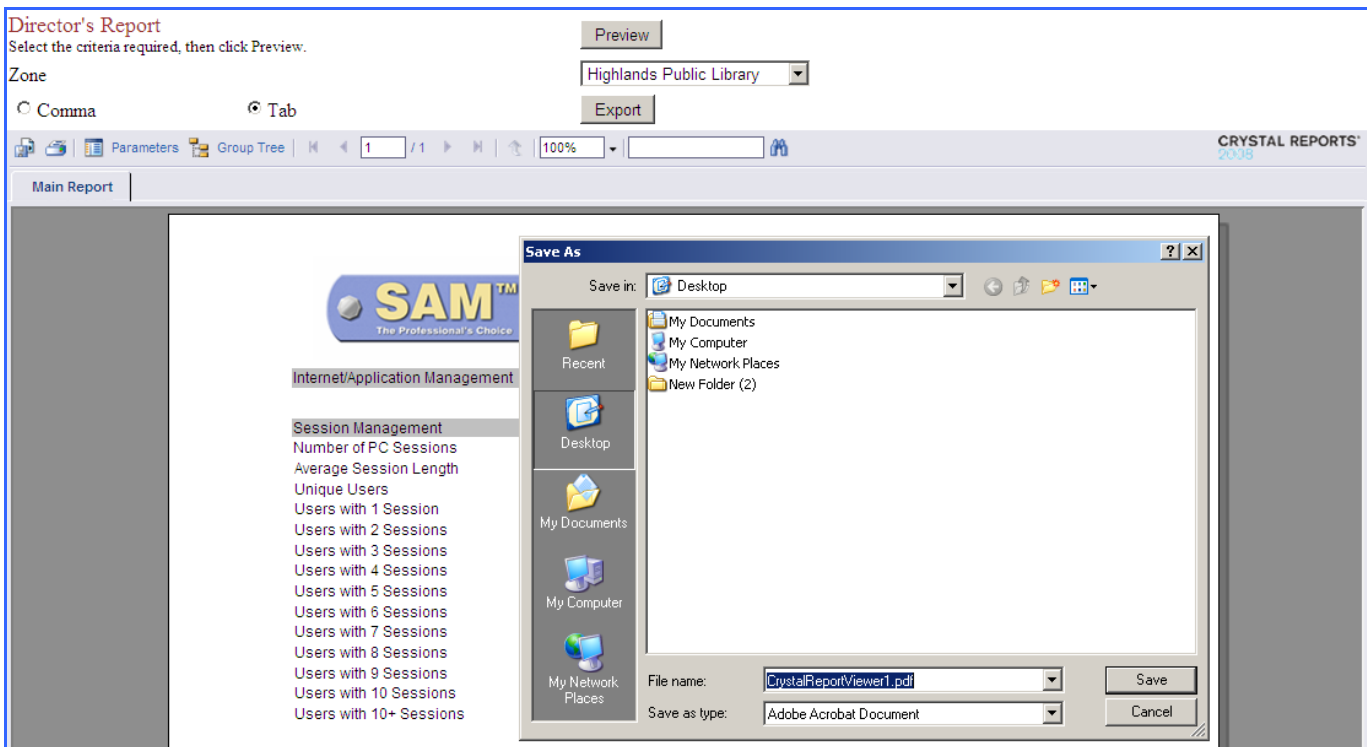 Director's Report
Select the criteria required, then click Preview.
Preview
Zone
Highlands Public Library
Comma
Tab
Export
Parameters
Group Tree
1
/1
100%
CRYSTAL REPORTS®
2008
Main Report
SAM™
The Professional's Choice
Internet/Application Management
Session Management
Number of PC Sessions
Average Session Length
Unique Users
Users with 1 Session
Users with 2 Sessions
Users with 3 Sessions
Users with 4 Sessions
Users with 5 Sessions
Users with 6 Sessions
Users with 7 Sessions
Users with 8 Sessions
Users with 9 Sessions
Users with 10 Sessions
Users with 10+ Sessions
Save As
Save in:
Desktop
Recent
Desktop
My Documents
My Computer
My Network
Places
My Documents
My Computer
My Network Places
New Folder (2)
File name:
CrystalReportViewer1.pdf
Save
Save as type:
Adobe Acrobat Document
Cancel